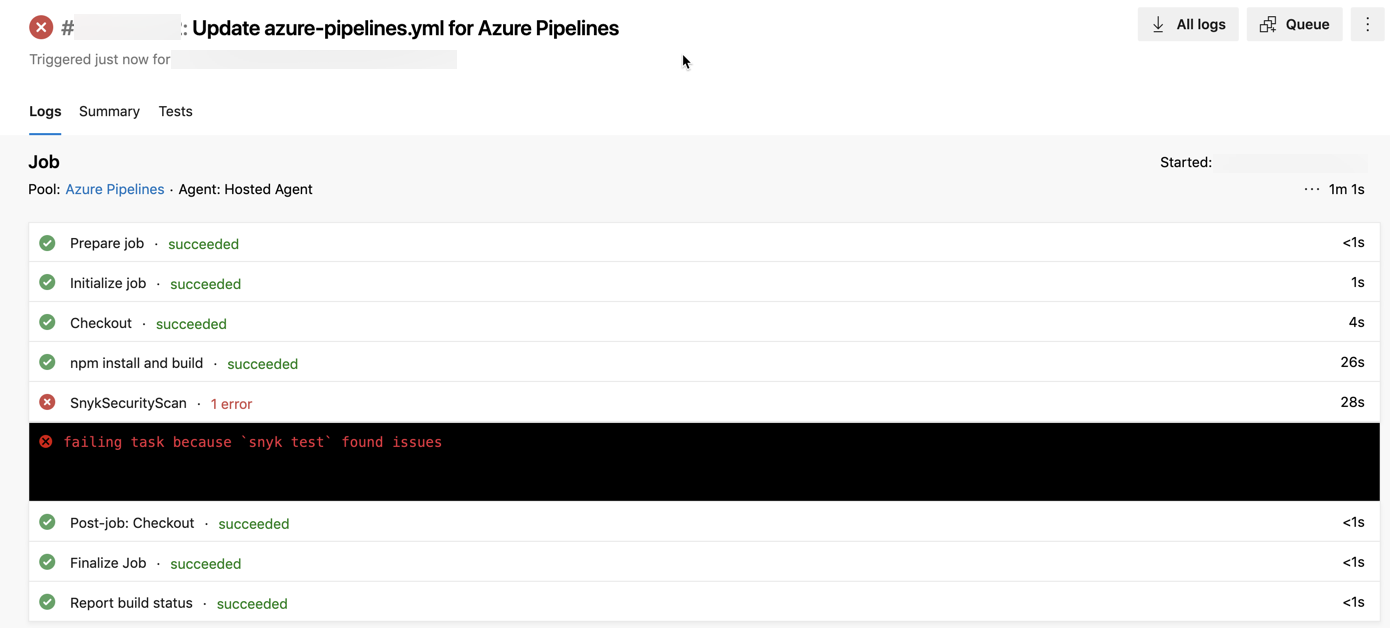 #: Update azure-pipelines.yml for Azure Pipelines
All logs
Queue
Triggered just now for
Logs Summary Tests
Job
Started:
Pool: Azure Pipelines · Agent: Hosted Agent
··· 1m 1s
Prepare job · succeeded <1s
Initialize job · succeeded 1s
Checkout · succeeded 4s
npm install and build · succeeded 26s
SnykSecurityScan · 1 error 28s
failing task because `snyk test` found issues
Post-job: Checkout · succeeded <1s
Finalize Job · succeeded <1s
Report build status · succeeded <1s